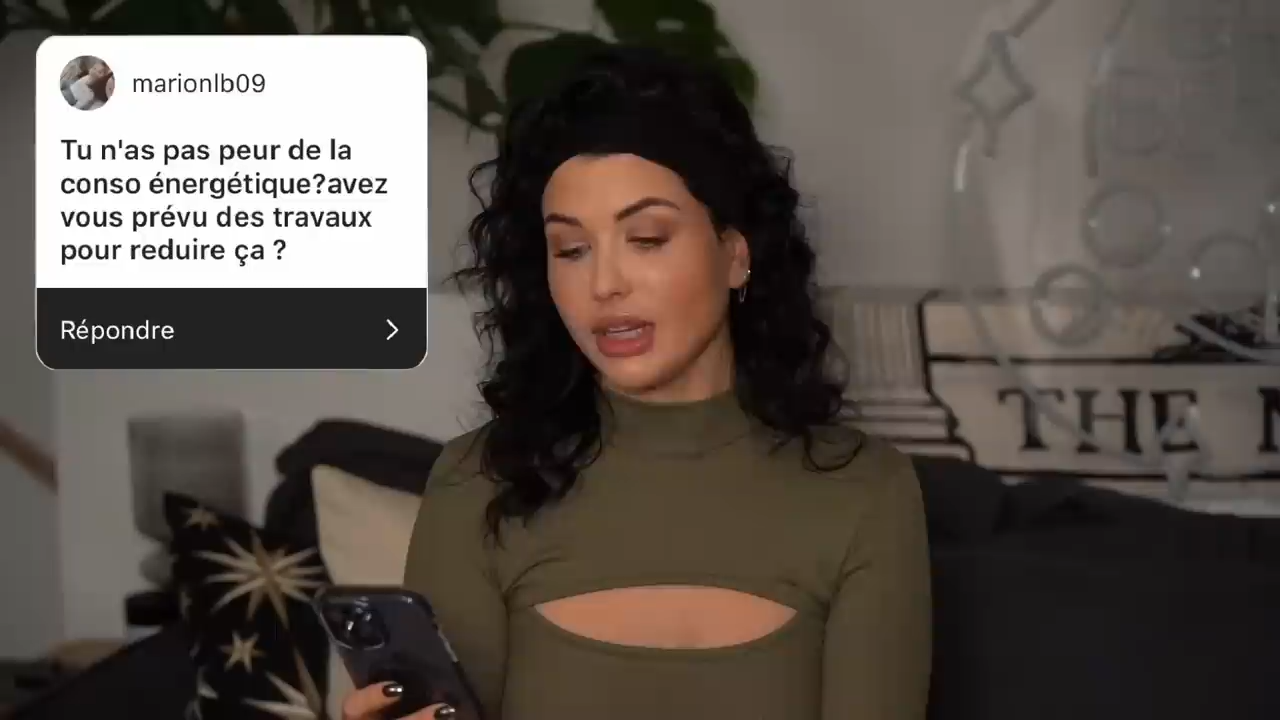 marionlb09
Tu n'as pas peur de la
conso énergétique?avez
vous prévu des travaux
pour reduire ça ?
Répondre
THE N